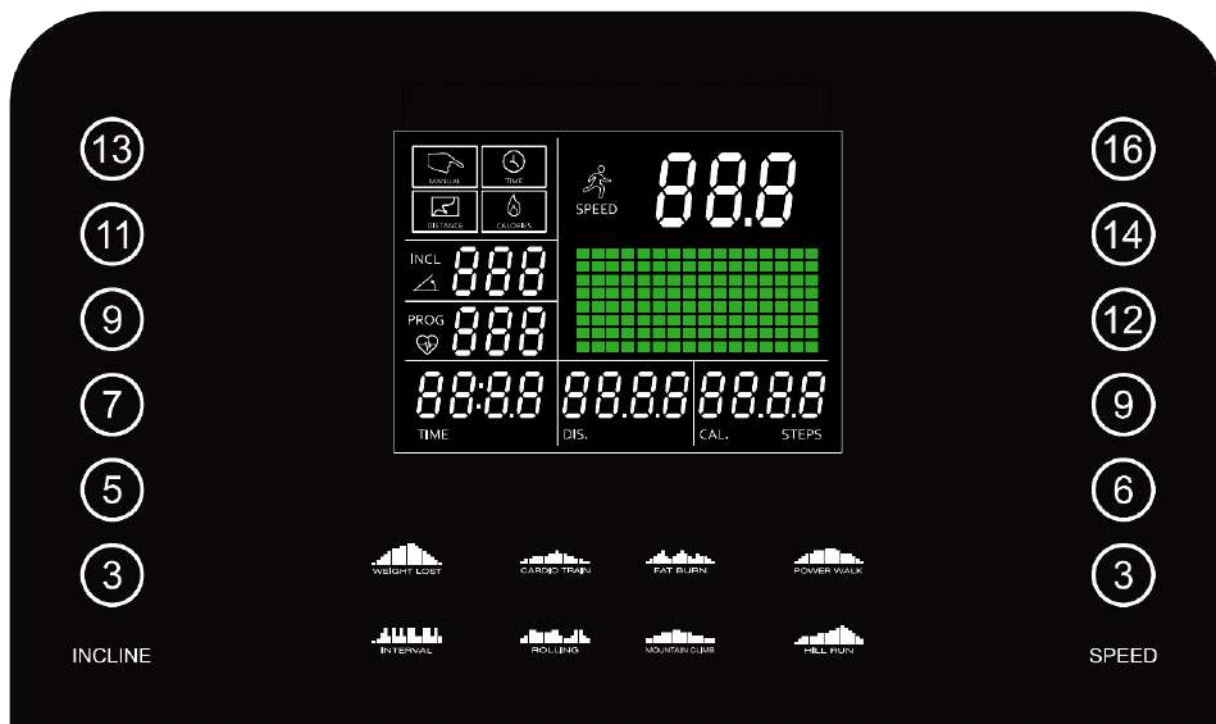 13
11
9
7
5
3
INCLINE
MANUAL
TIME
DISTANCE
CALORIES
SPEED
88.8
INCL
888
PROG
888
88:8.8
TIME
88.8.8
DIS.
88.8.8
CAL.
STEPS
WEIGHT LOST
CARDIO TRAIN
FAT BURN
POWER WALK
INTERVAL
ROLLING
MOUNTAIN CLIMB
HILL RUN
16
14
12
9
6
3
SPEED